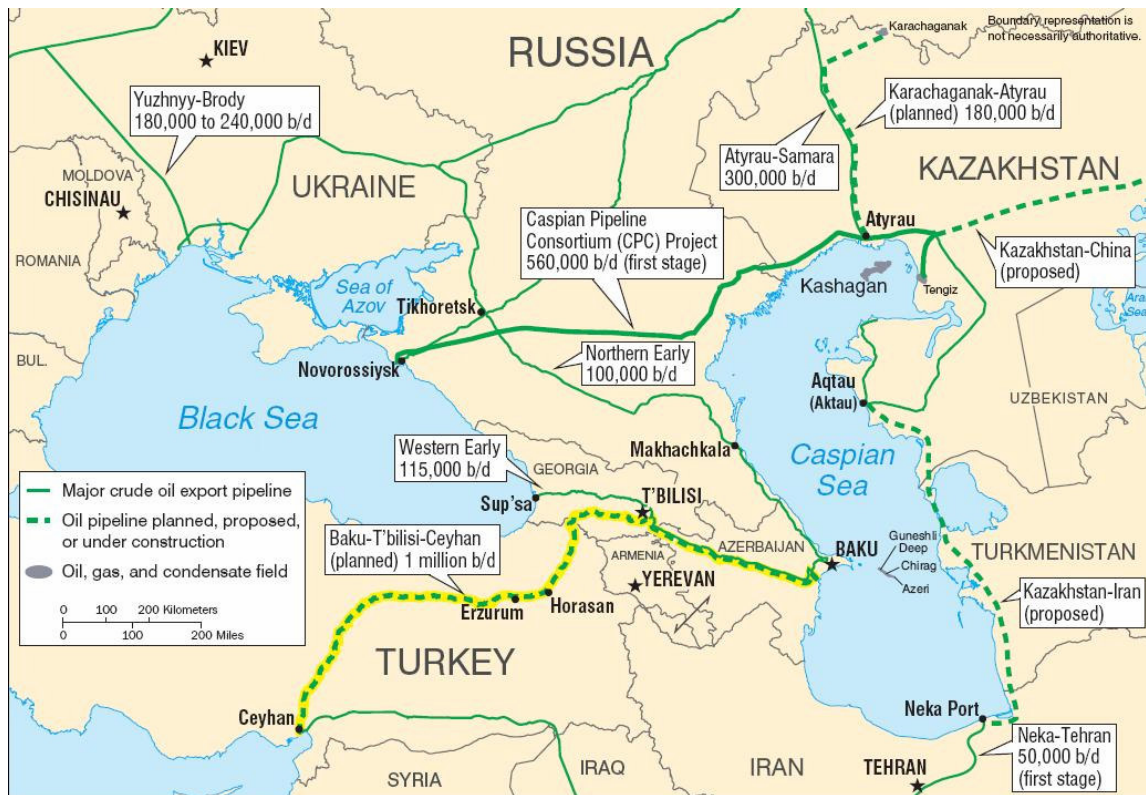 Karachaganak
Boundary representation is
not necessarily authoritative.
KIEV
RUSSIA
Yuzhnyy-Brody
180,000 to 240,000 b/d
Karachaganak-Atyrau
(planned) 180,000 b/d
Atyrau-Samara
300,000 b/d
MOLDOVA
CHISINAU
UKRAINE
KAZAKHSTAN
Caspian Pipeline
Consortium (CPC) Project
560,000 b/d (first stage)
Atyrau
Kazakhstan-China
(proposed)
ROMANIA
Sea of
Azov
Tikhoretsk
Kashagan
Tengiz
BUL.
Novorossiysk
Northern Early
100,000 b/d
Aqtau
(Aktau)
UZBEKISTAN
Black Sea
Western Early
115,000 b/d
Makhachkala
Caspian
Sea
GEORGIA
Sup'sa
T'BILISI
Major crude oil export pipeline
Oil pipeline planned, proposed,
or under construction
Oil, gas, and condensate field
0 100 200 Kilometers
0 100 200 Miles
Baku-T'bilisi-Ceyhan
(planned) 1 million b/d
ARMENIA
AZERBAIJAN
BAKU
Guneshli
Deep
Chirag
Azeri
TURKMENISTAN
YEREVAN
Erzurum
Horasan
Kazakhstan-Iran
(proposed)
TURKEY
Ceyhan
Neka Port
Neka-Tehran
50,000 b/d
(first stage)
SYRIA
IRAQ
IRAN
TEHRAN